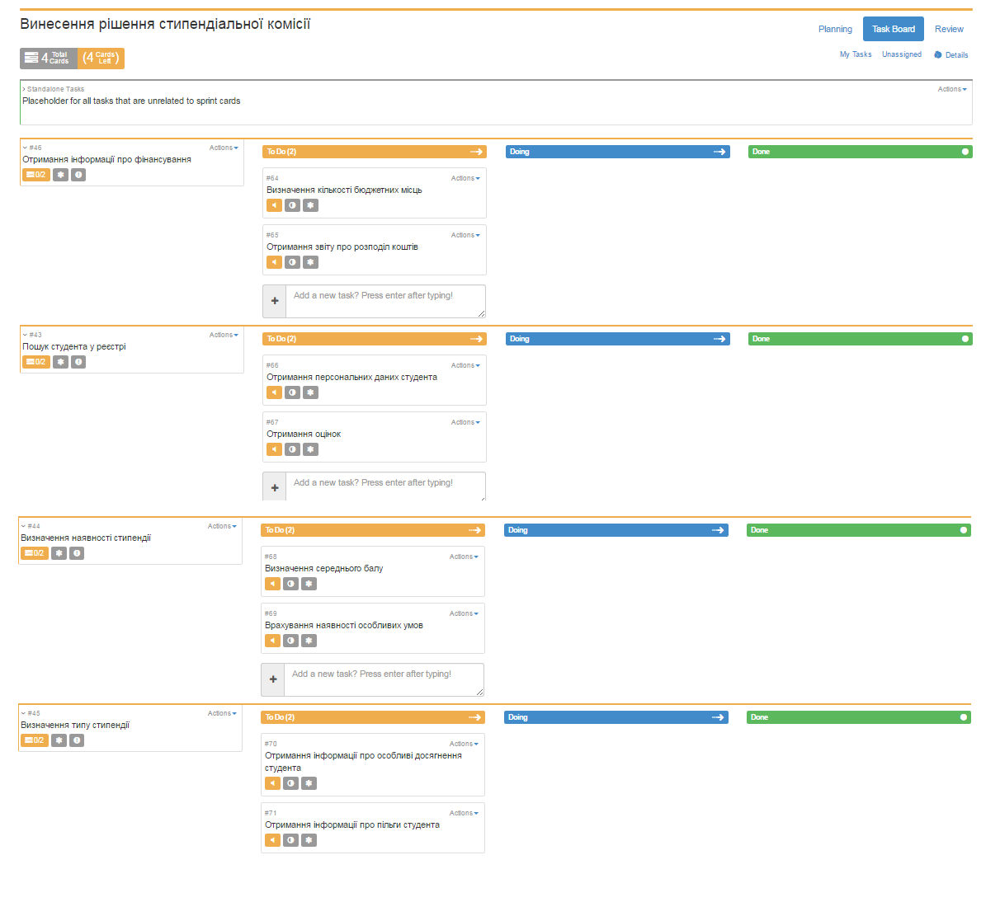 Винесення рішення стипендіальної комісії
Planning Task Board Review
4 Total Cards (4 Cards Left)
My Tasks Unassigned Details
Standalone Tasks Actions
Placeholder for all tasks that are unrelated to sprint cards
#46 Actions
Отримання інформації про фінансування
0/2
To Do (2) Doing Done
#64 Actions
Визначення кількості бюджетних місць
#65 Actions
Отримання звіту про розподіл коштів
+ Add a new task? Press enter after typing!
#43 Actions
Пошук студента у реєстрі
0/2
To Do (2) Doing Done
#66 Actions
Отримання персональних даних студента
#67 Actions
Отримання оцінок
+ Add a new task? Press enter after typing!
#44 Actions
Визначення наявності стипендії
0/2
To Do (2) Doing Done
#68 Actions
Визначення середнього балу
#69 Actions
Врахування наявності особливих умов
+ Add a new task? Press enter after typing!
#45 Actions
Визначення типу стипендії
0/2
To Do (2) Doing Done
#70 Actions
Отримання інформації про особливі досягнення
студента
#71 Actions
Отримання інформації про пільги студента